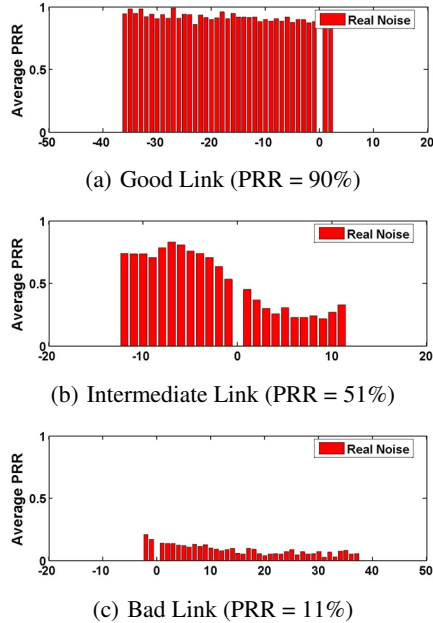 1
Real Noise
Average PRR
0.5
0
-50 -40 -30 -20 -10 0 10 20
(a) Good Link (PRR = 90%)
1
Real Noise
Average PRR
0.5
0
-20 -10 0 10 20
(b) Intermediate Link (PRR = 51%)
1
Real Noise
Average PRR
0.5
0
-20 -10 0 10 20 30 40 50
(c) Bad Link (PRR = 11%)